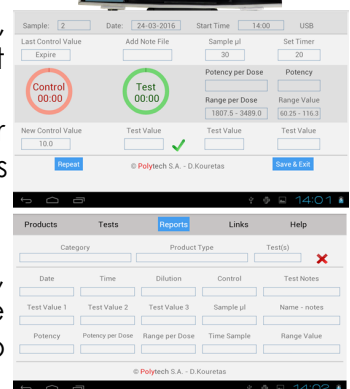 ,
t
r
s
,
e
o
Sample: 2 Date: 24-03-2016 Start Time 14:00 USB
Last Control Value Add Note File Sample µl Set Timer
Expire 30 20
Control
00:00
Test
00:00
Potency per Dose Potency
Range per Dose Range Value
1807.5 - 3489.0 60.25 - 116.3
New Control Value Test Value Test Value Test Value
10.0
Repeat © Polytech S.A. - D.Kouretas Save & Exit
14:01
Products Tests Reports Links Help
Category Product Type Test(s)
Date Time Dilution Control Test Notes
Test Value 1 Test Value 2 Test Value 3 Sample µl Name - notes
Potency Potency per Dose Range per Dose Time Sample Range Value
© Polytech S.A. - D.Kouretas
14:02